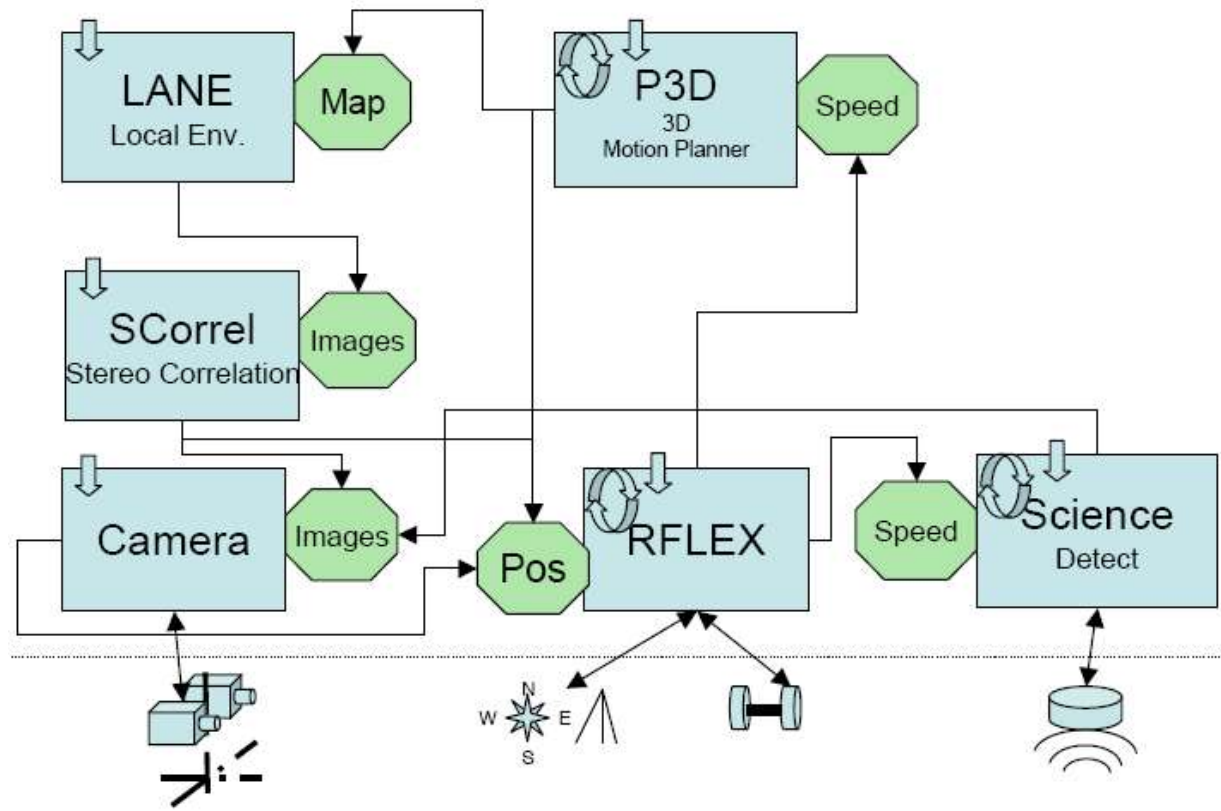 LANE
Local Env.
Map
P3D
3D
Motion Planner
Speed
SCorrel
Stereo Correlation
Images
Camera
Images
Pos
RFLEX
Speed
Science
Detect
N
W E
S